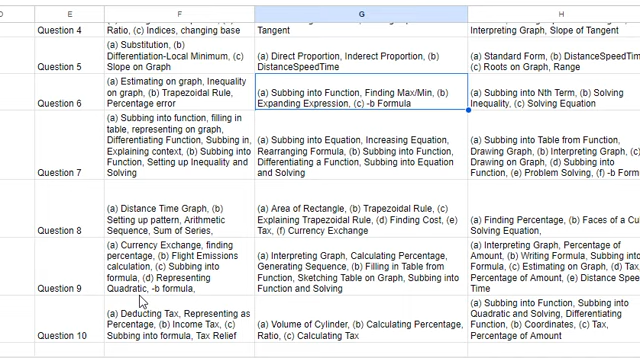 F
G
H
Question 4
Ratio, (c) Indices, changing base
Tangent
Interpreting Graph, Slope of Tangent
Question 5
(a) Substitution, (b)
Differentiation-Local Minimum, (c)
Slope on Graph
(a) Direct Proportion, Inderect Proportion, (b)
DistanceSpeedTime
(a) Standard Form, (b) DistanceSpeedTi
(c) Roots on Graph, Range
Question 6
(a) Estimating on graph, Inequality
on graph, (b) Trapezoidal Rule,
Percentage error
(a) Subbing into Function, Finding Max/Min, (b)
Expanding Expression, (c) -b Formula
(a) Subbing into Nth Term, (b) Solving
Inequality, (c) Solving Equation
Question 7
(a) Subbing into function, filling in
table, representing on graph,
Differentiating Function, Subbing in,
Explaining context, (b) Subbing into
Function, Setting up Inequality and
Solving
(a) Subbing into Equation, Increasing Equation,
Rearranging Formula, (b) Subbing into Function,
Differentiating a Function, Subbing into Equation
and Solving
(a) Subbing into Table from Function,
Drawing Graph, (b) Interpreting Graph, (c)
Drawing on Graph, (d) Subbing into
Function, (e) Problem Solving, (f) -b Form
Question 8
(a) Distance Time Graph, (b)
Setting up pattern, Arithmetic
Sequence, Sum of Series,
(a) Area of Rectangle, (b) Trapezoidal Rule, (c)
Explaining Trapezoidal Rule, (d) Finding Cost, (e)
Tax, (f) Currency Exchange
(a) Finding Percentage, (b) Faces of a Cu
Solving Equation,
Question 9
(a) Currency Exchange, finding
percentage, (b) Flight Emissions
calculation, (c) Subbing into
formula, (d) Representing
Quadratic, -b formula,
(a) Interpreting Graph, Calculating Percentage,
Generating Sequence, (b) Filling in Table from
Function, Sketching Table on Graph, Subbing into
Function and Solving
(a) Interpreting Graph, Percentage of
Amount, (b) Writing Formula, Subbing in
Formula, (c) Estimating on Graph, (d) Tax
Percentage of Amount, (e) Distance Spee
Time
Question 10
(a) Deducting Tax, Representing as
Percentage, (b) Income Tax, (c)
Subbing into formula, Tax Relief
(a) Volume of Cylinder, (b) Calculating Percentage,
Ratio, (c) Calculating Tax
(a) Subbing into Function, Subbing into
Quadratic and Solving, Differentiating
Function, (b) Coordinates, (c) Tax,
Percentage of Amount